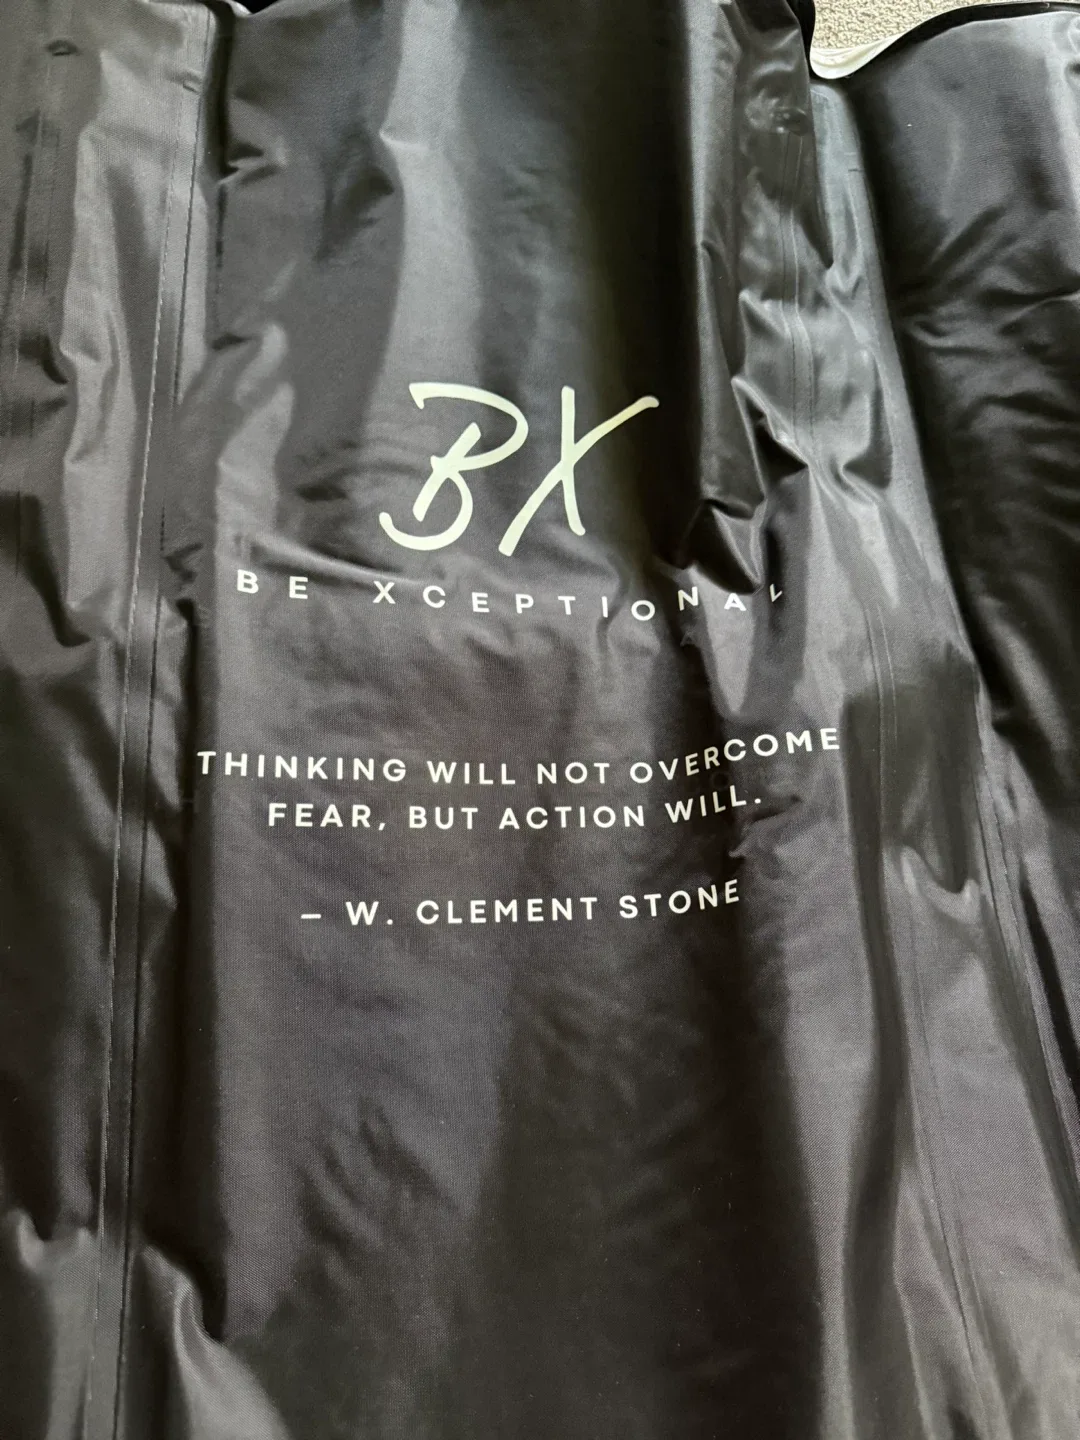 BX
BE XCEPTIONAL
THINKING WILL NOT OVERCOME
FEAR, BUT ACTION WILL.
– W. CLEMENT STONE